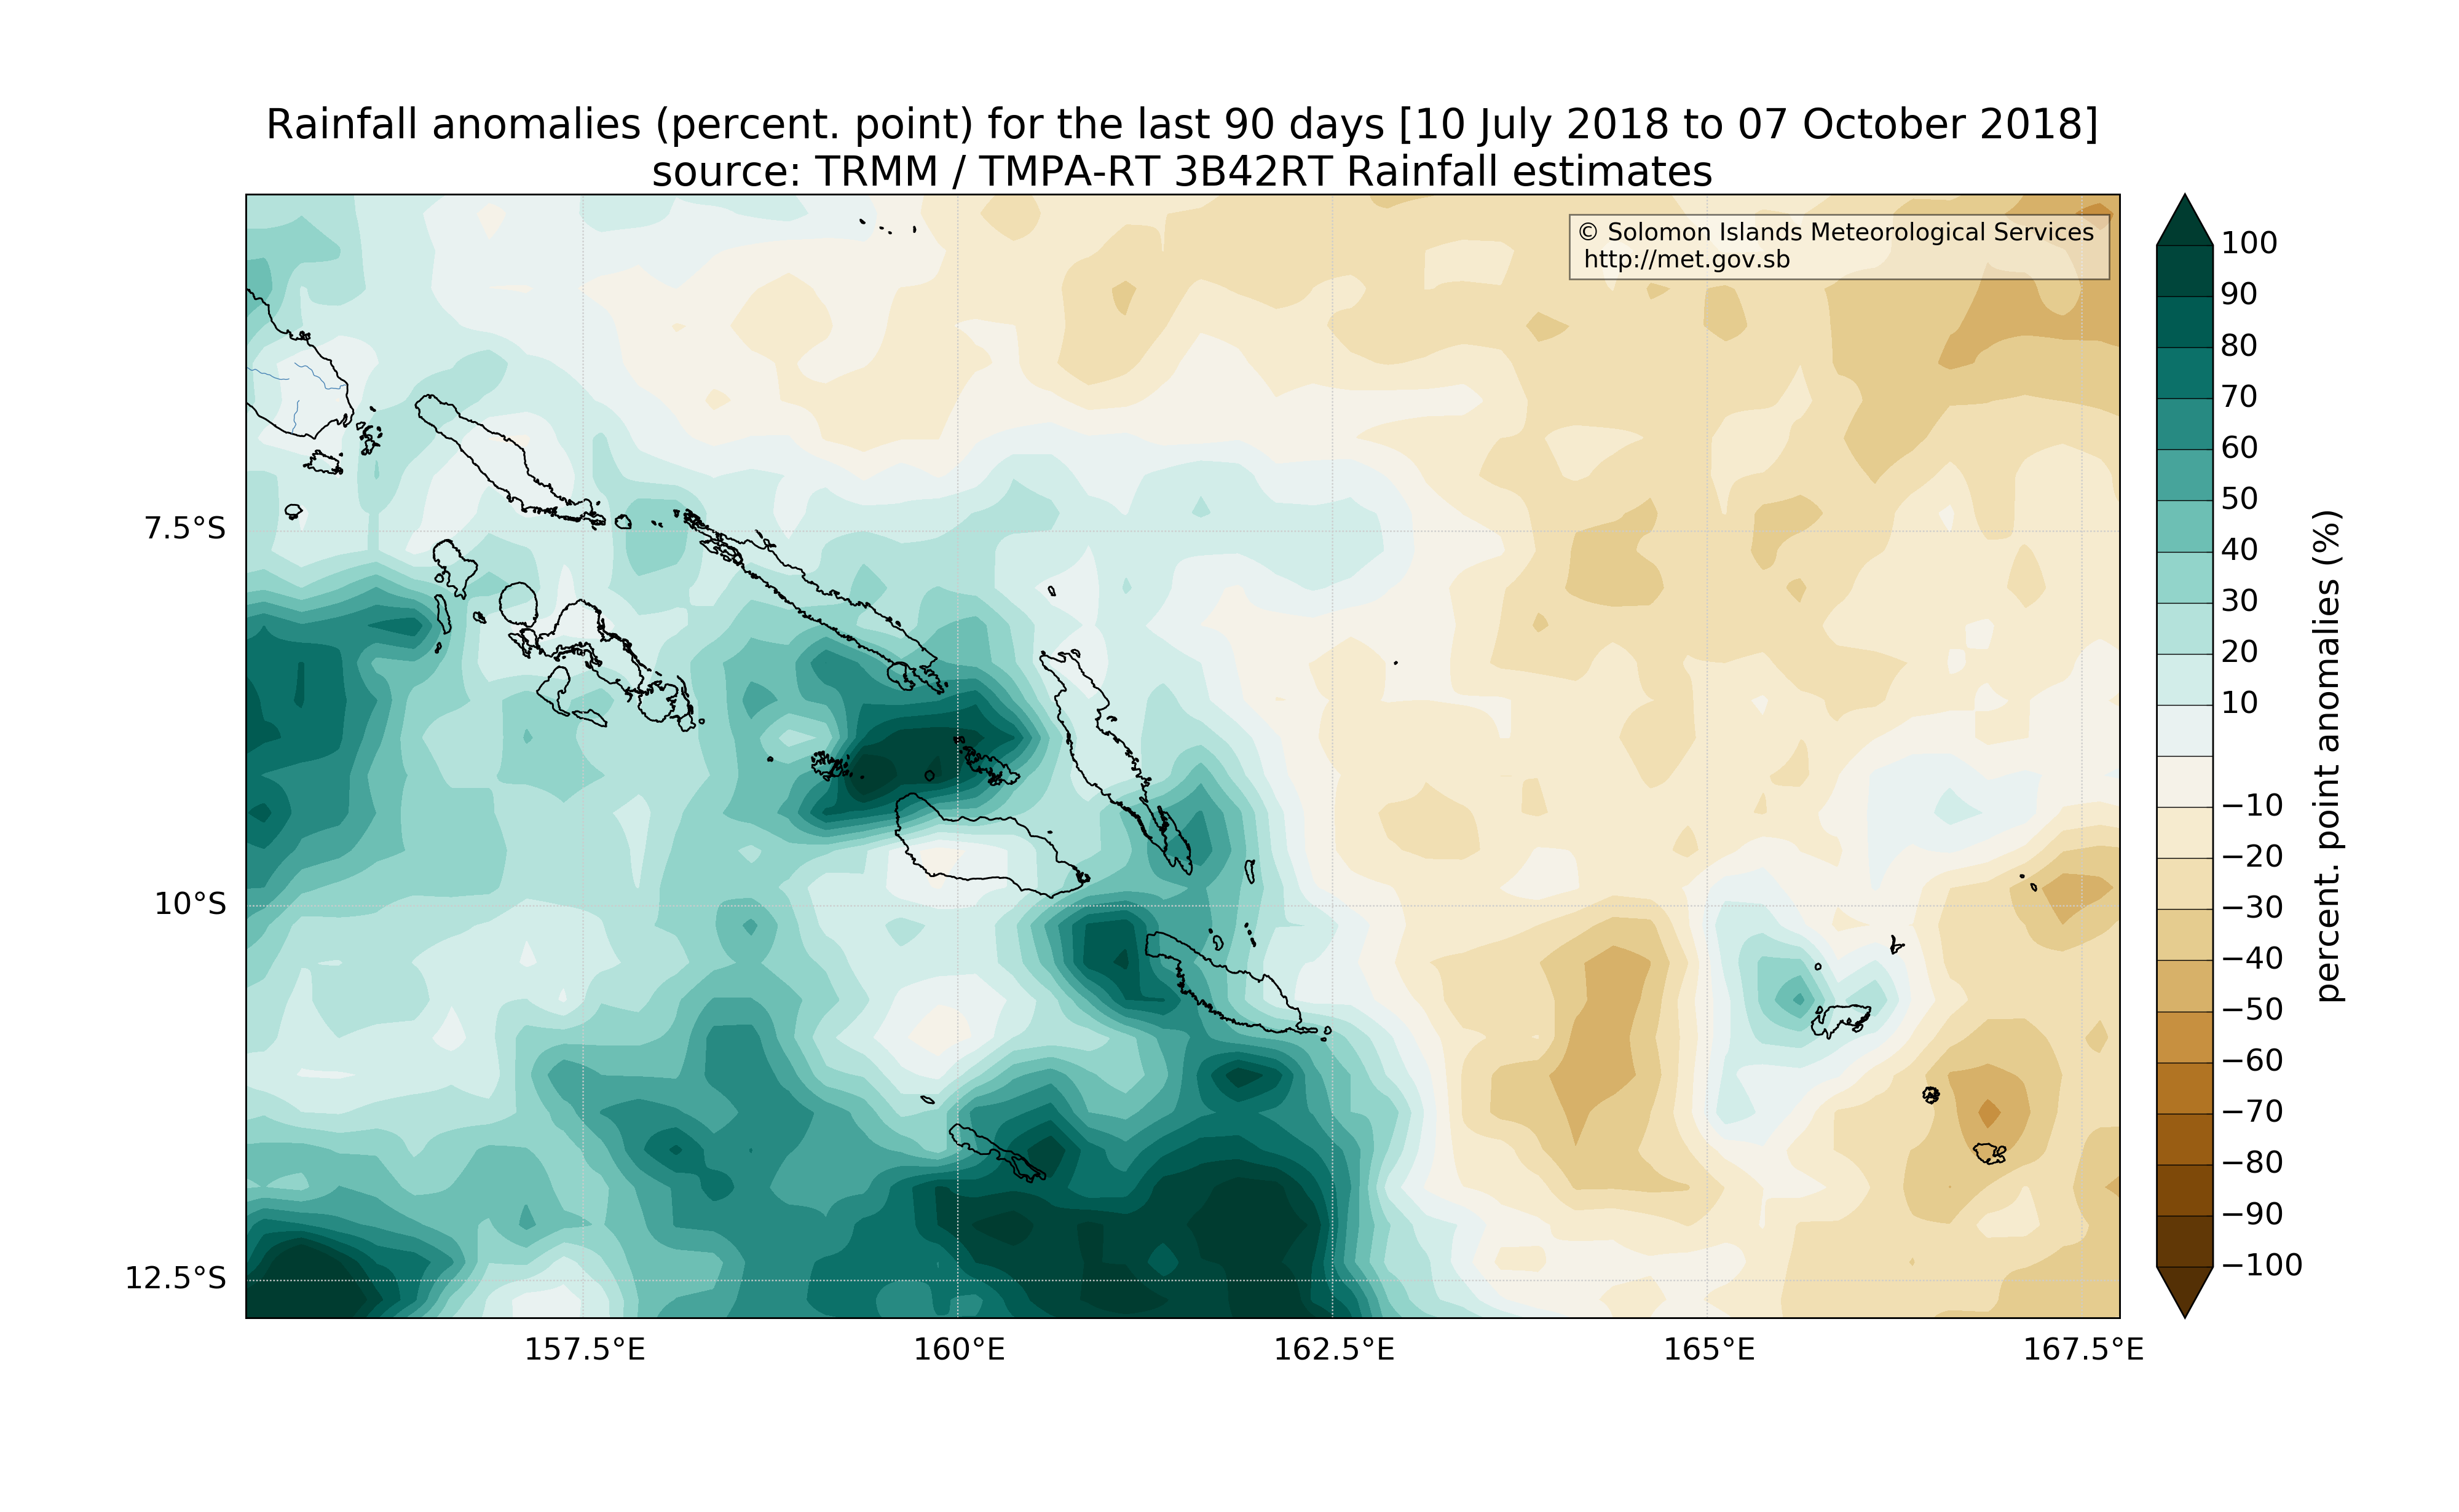 Rainfall anomalies (percent. point) for the last 90 days [10 July 2018 to 07 October 2018]
source: TRMM / TMPA-RT 3B42RT Rainfall estimates
© Solomon Islands Meteorological Services
http://met.gov.sb
7.5°S
10°S
12.5°S
157.5°E
160°E
162.5°E
165°E
167.5°E
100
90
80
70
60
50
40
30
20
10
−10
−20
−30
−40
−50
−60
−70
−80
−90
−100
percent. point anomalies (%)